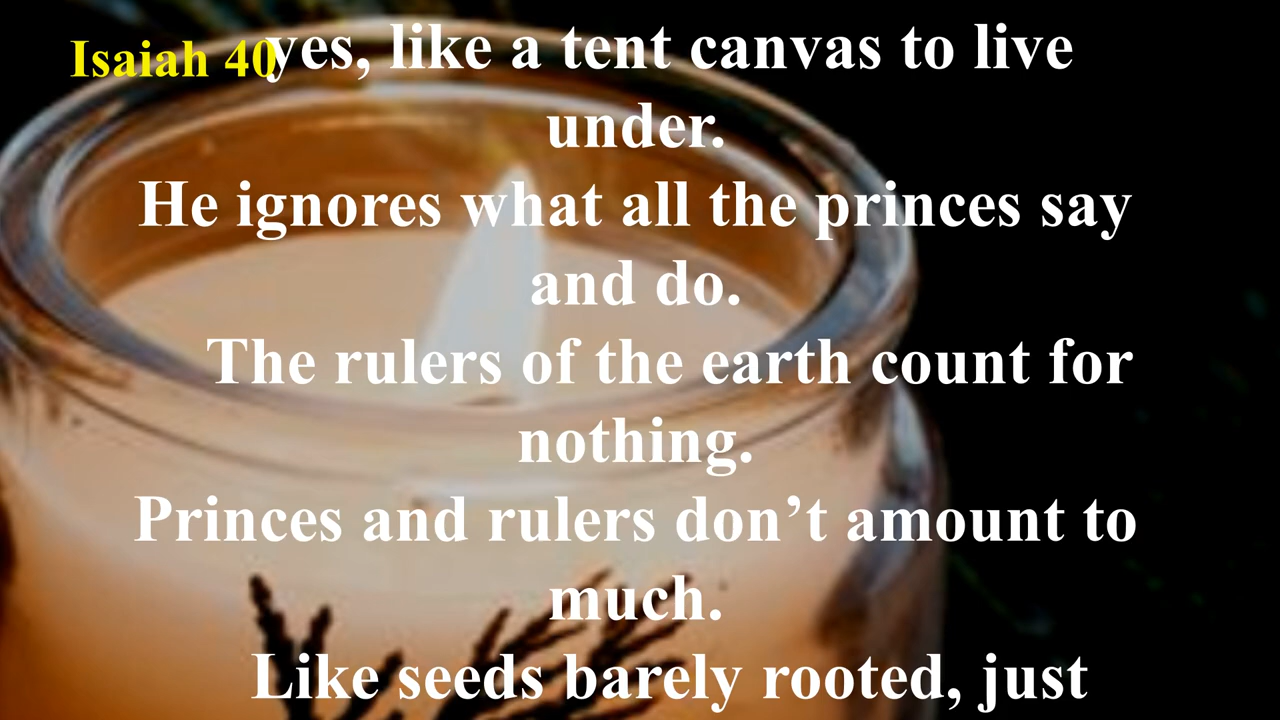 Isaiah 40
yes, like a tent canvas to live
under.
He ignores what all the princes say
and do.
The rulers of the earth count for
nothing.
Princes and rulers don’t amount to
much.
Like seeds barely rooted, just